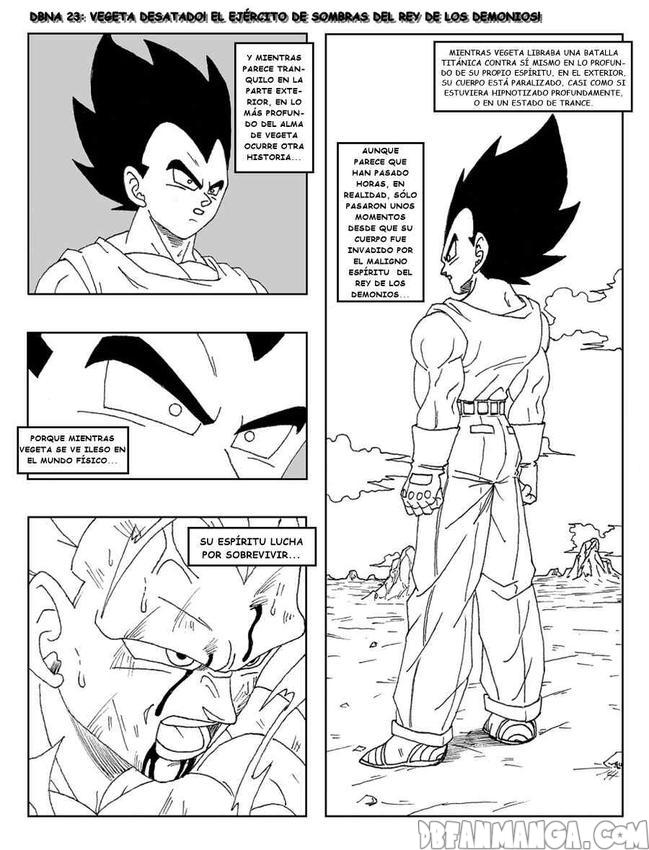 DBNA 23: VEGETA DESATADO! EL EJÉRCITO DE SOMBRAS DEL REY DE LOS DEMONIOS!
Y MIENTRAS
PARECE TRAN-
QUILO EN LA
PARTE EXTE-
RIOR, EN LO
MÁS PROFUN-
DO DEL ALMA
DE VEGETA
OCURRE OTRA
HISTORIA...
PORQUE MIENTRAS
VEGETA SE VE ILESO EN
EL MUNDO FÍSICO...
SU ESPÍRITU LUCHA
POR SOBREVIVIR...
MIENTRAS VEGETA LIBRABA UNA BATALLA
TITÁNICA CONTRA SÍ MISMO EN LO PROFUN-
DO DE SU PROPIO ESPÍRITU, EN EL EXTERIOR,
SU CUERPO ESTÁ PARALIZADO, CASI COMO SI
ESTUVIERA HIPNOTIZADO PROFUNDAMENTE,
O EN UN ESTADO DE TRANCE.
AUNQUE
PARECE QUE
HAN PASADO
HORAS, EN
REALIDAD, SÓLO
PASARON UNOS
MOMENTOS
DESDE QUE SU
CUERPO FUE
INVADIDO POR
EL MALIGNO
ESPÍRITU DEL
REY DE LOS
DEMONIOS...
DBFANMANGA.COM